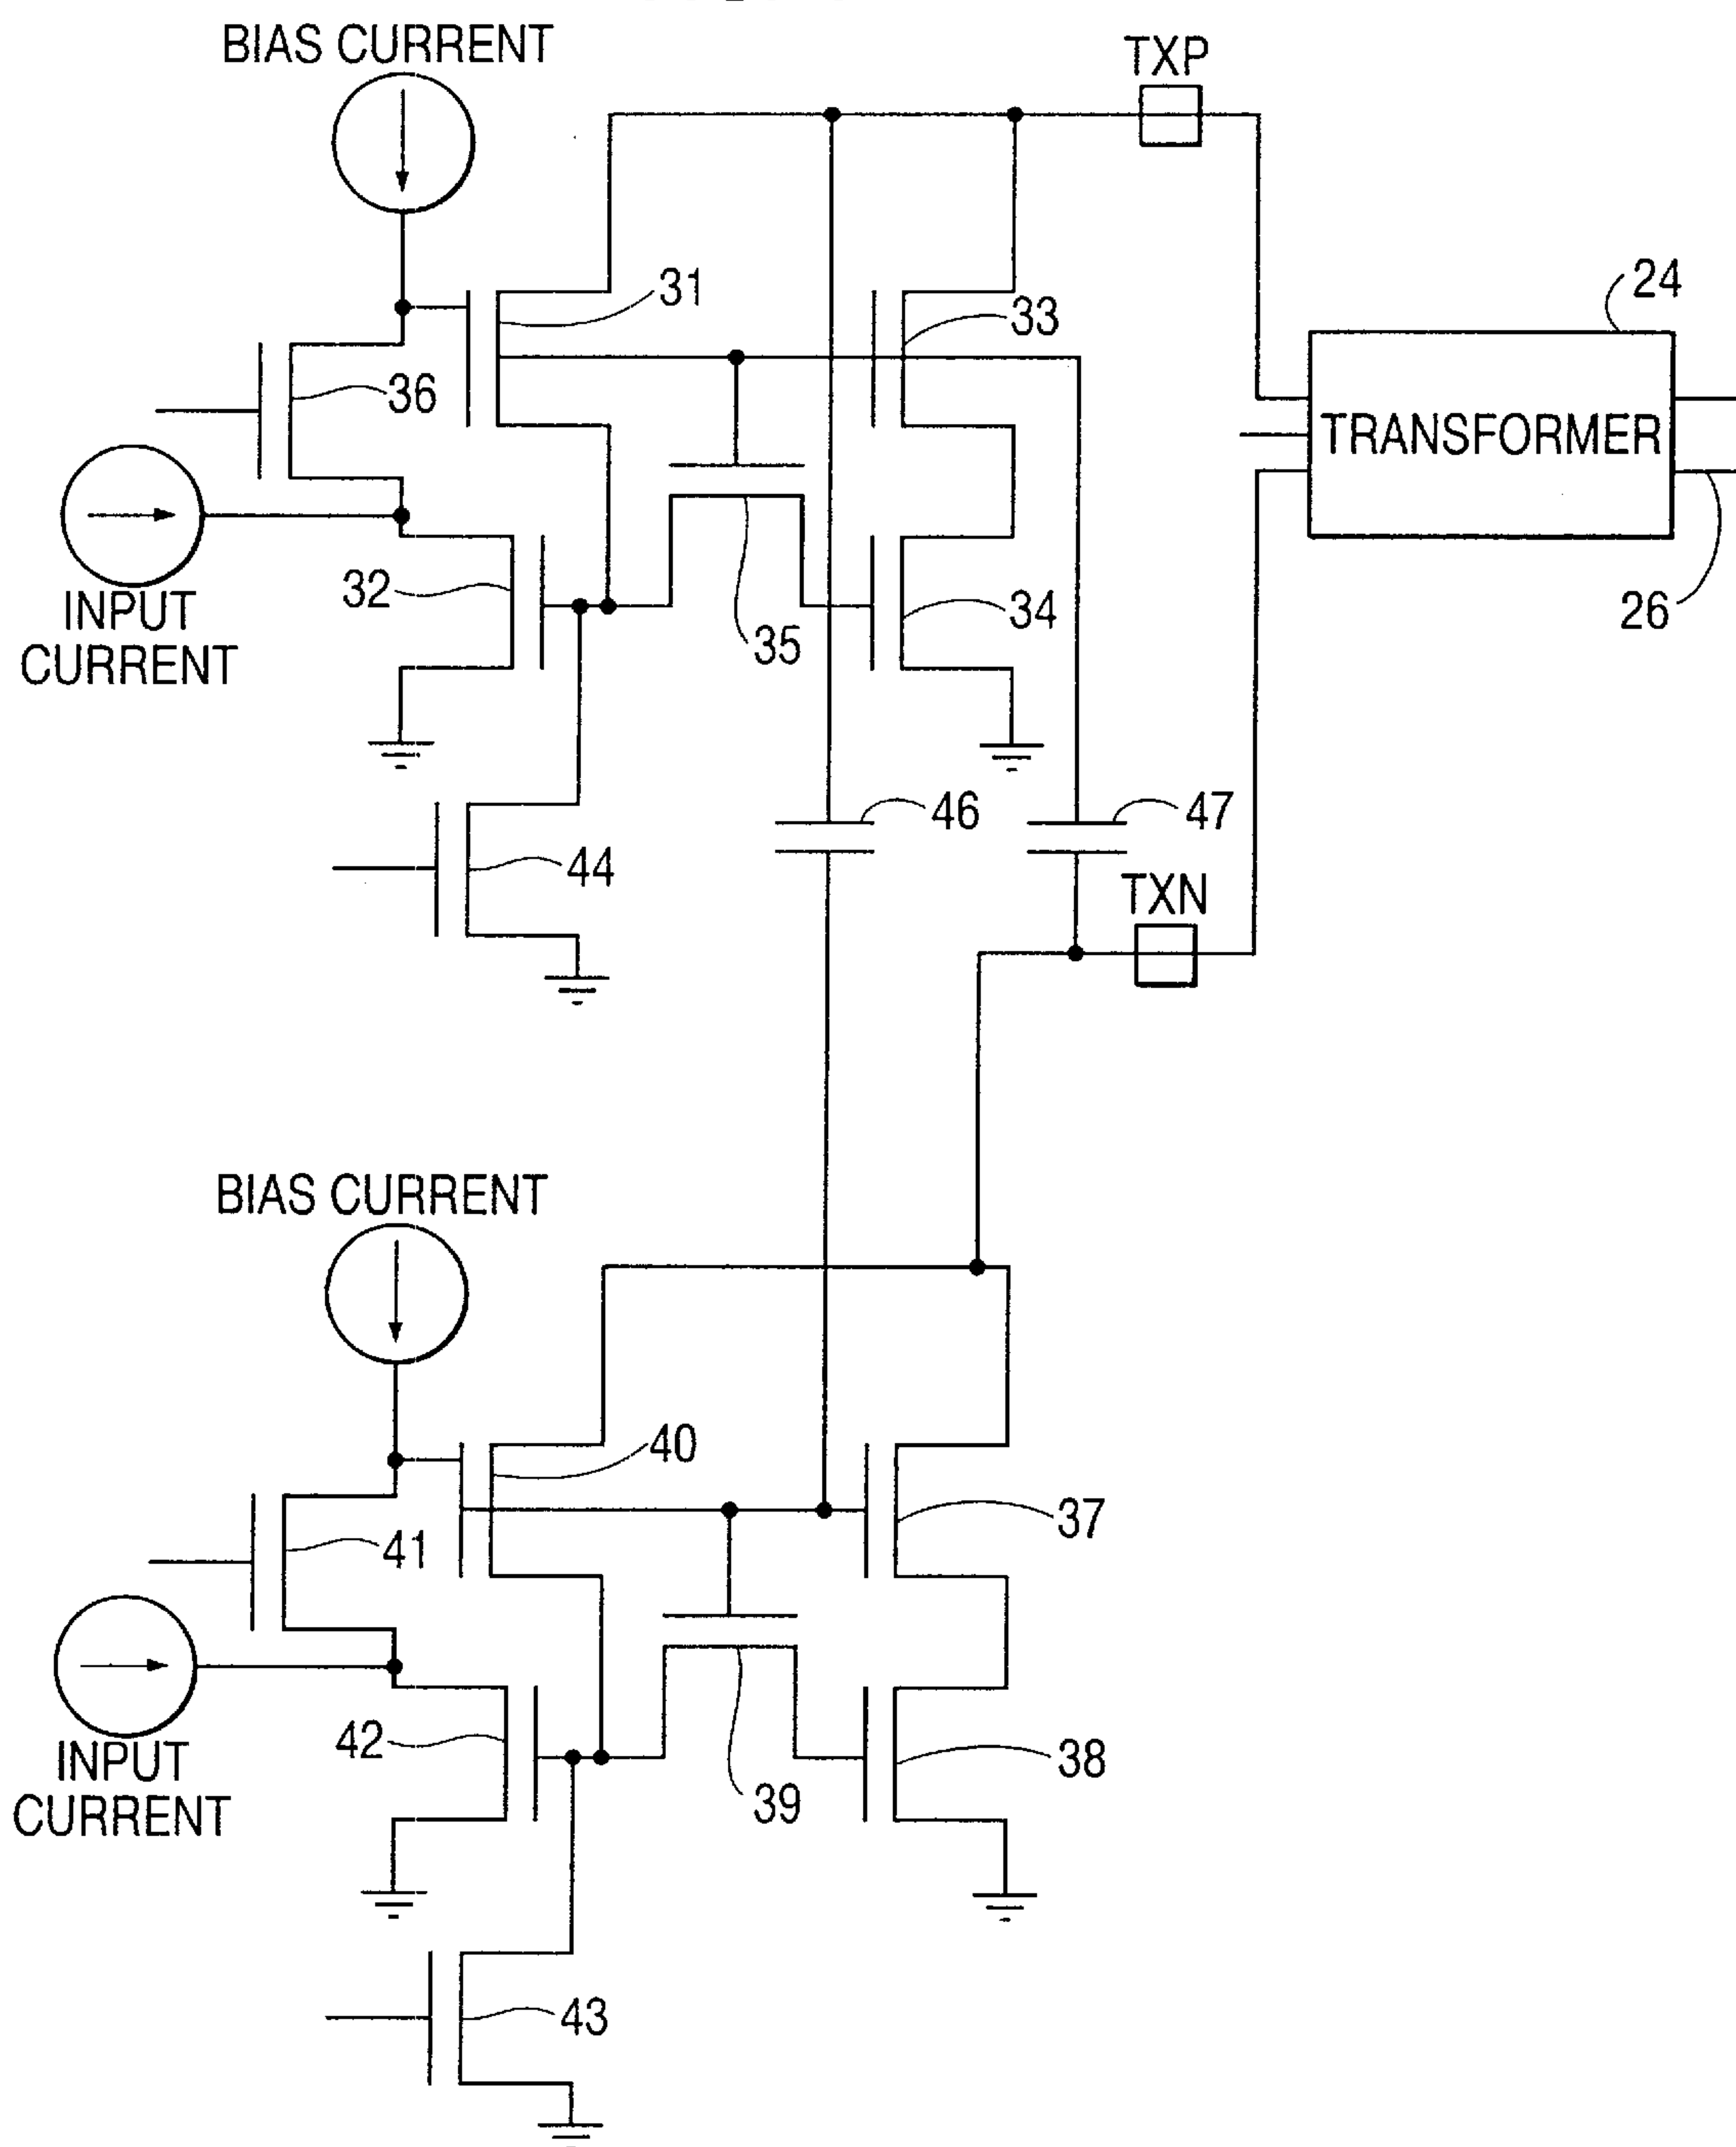 BIAS CURRENT
TXP
31
33
24
36
TRANSFORMER
INPUT
CURRENT
32
35
34
26
46
47
44
TXN
BIAS CURRENT
40
37
41
INPUT
CURRENT
42
39
38
43